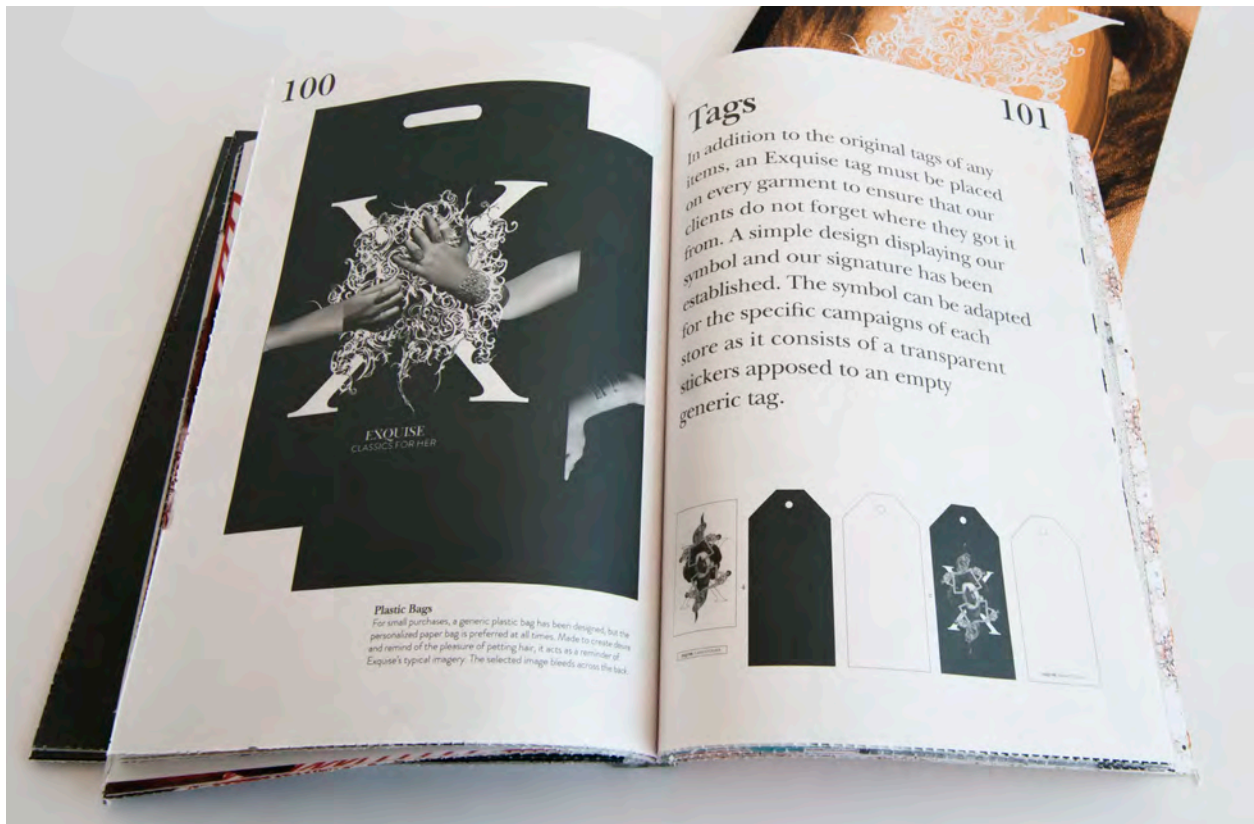 100
X
EXQUISE
CLASSICS FOR HER
Plastic Bags
For small purchases, a generic plastic bag has been designed, but the
personalized paper bag is preferred at all times. Made to create desire
and remind of the pleasure of petting hair, it acts as a reminder of
Exquise's typical imagery. The selected image bleeds across the back.
Tags
101
In addition to the original tags of any
items, an Exquise tag must be placed
on every garment to ensure that our
clients do not forget where they got it
from. A simple design displaying our
symbol and our signature has been
established. The symbol can be adapted
for the specific campaigns of each
store as it consists of a transparent
stickers apposed to an empty
generic tag.
X